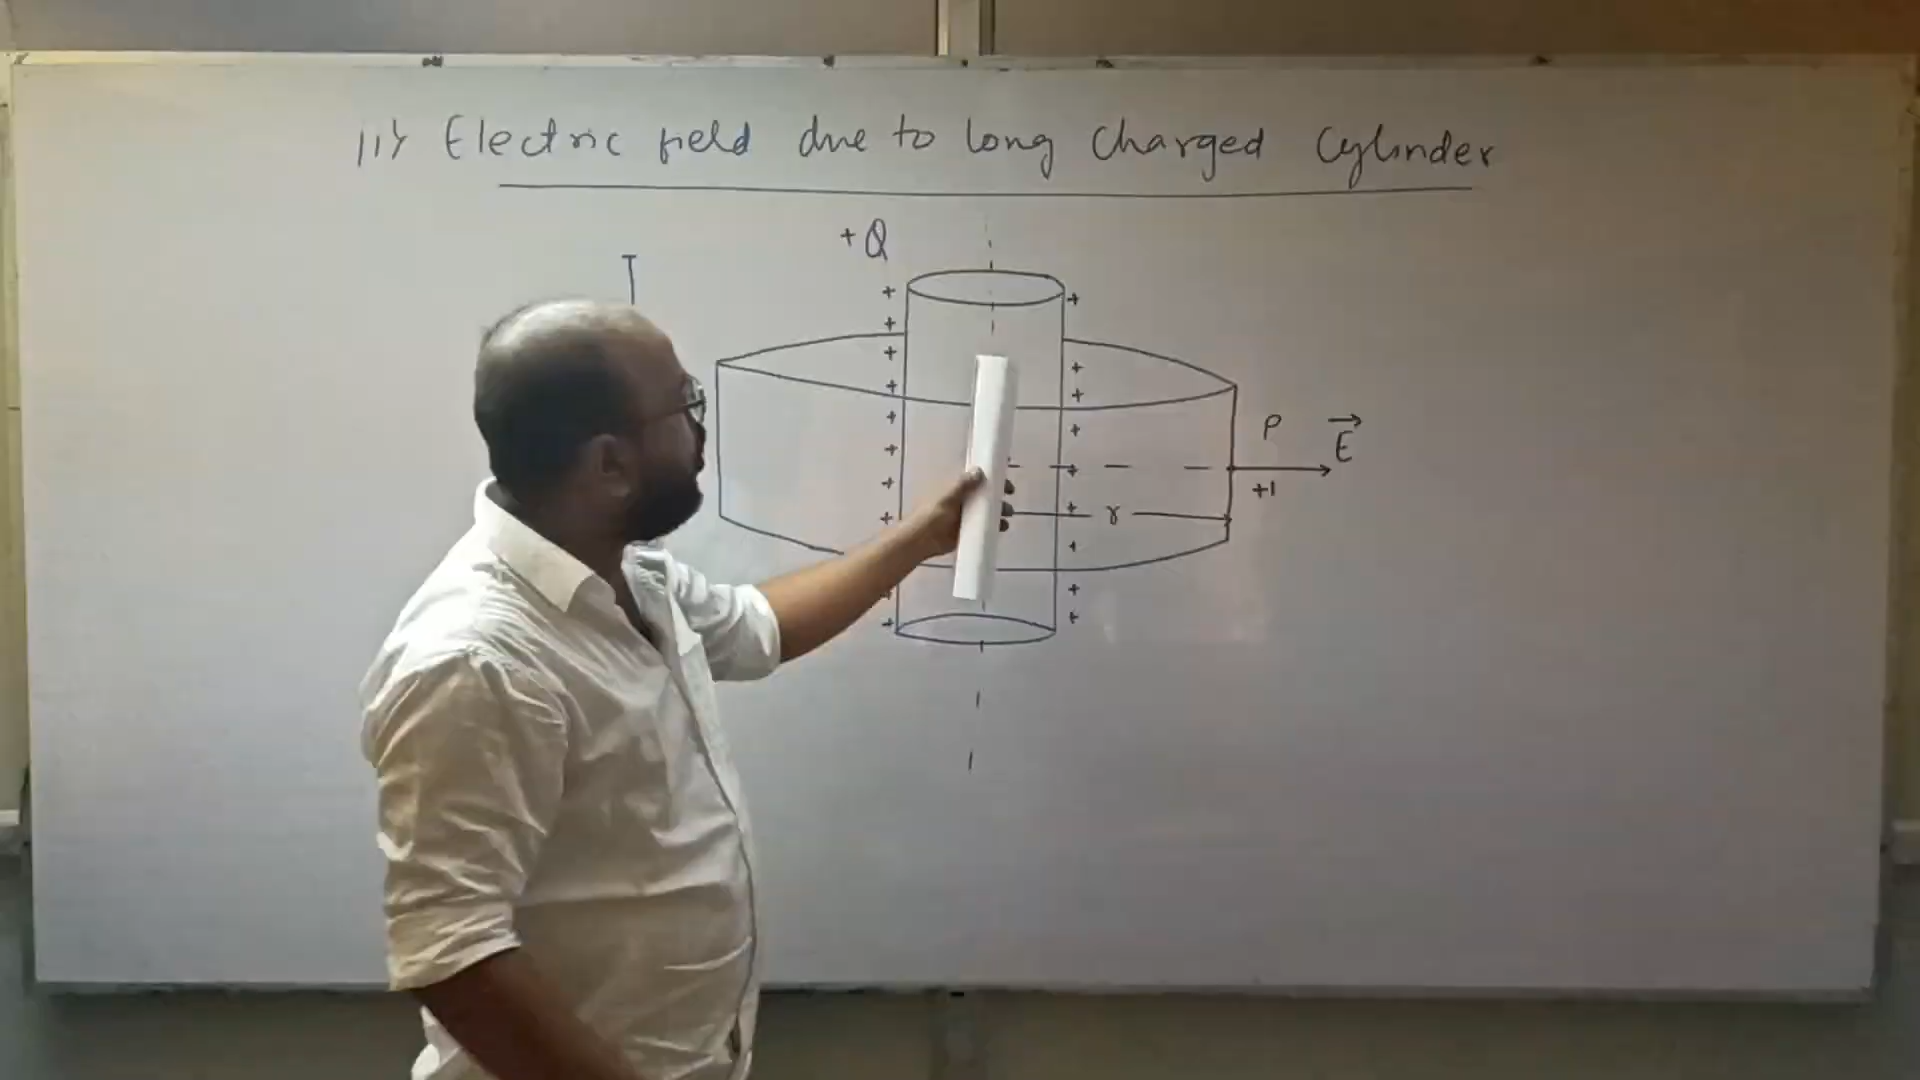 11) Electric field due to long charged cylinder
+Q
P
E
+1
r